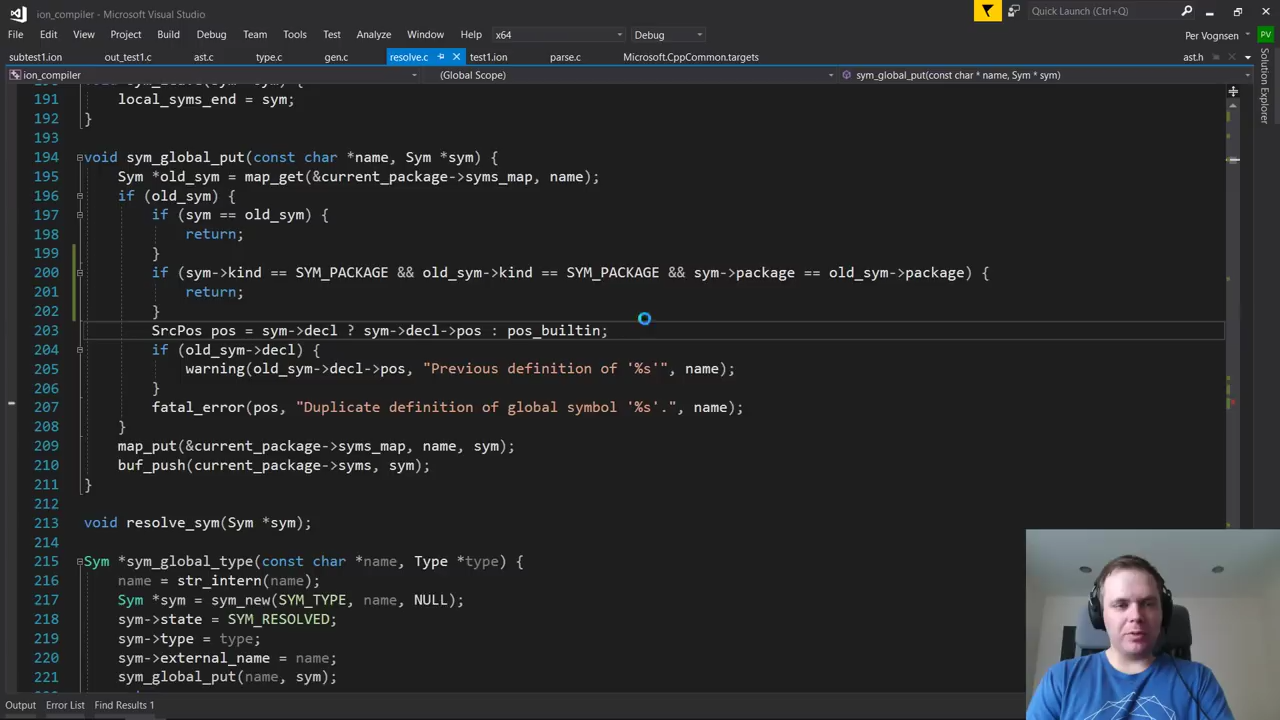 ion_compiler - Microsoft Visual Studio
Quick Launch (Ctrl+Q)
File Edit View Project Build Debug Team Tools Test Analyze Window Help x64 Debug Per Vognsen PV
subtest1.ion out_test1.c ast.c type.c gen.c resolve.c test1.ion parse.c Microsoft.CppCommon.targets ast.h
ion_compiler (Global Scope) sym_global_put(const char * name, Sym * sym)
Solution Explorer
191 local_syms_end = sym;
192 }
193
194 void sym_global_put(const char *name, Sym *sym) {
195 Sym *old_sym = map_get(&current_package->syms_map, name);
196 if (old_sym) {
197 if (sym == old_sym) {
198 return;
199 }
200 if (sym->kind == SYM_PACKAGE && old_sym->kind == SYM_PACKAGE && sym->package == old_sym->package) {
201 return;
202 }
203 SrcPos pos = sym->decl ? sym->decl->pos : pos_builtin;
204 if (old_sym->decl) {
205 warning(old_sym->decl->pos, "Previous definition of '%s'", name);
206 }
207 fatal_error(pos, "Duplicate definition of global symbol '%s'.", name);
208 }
209 map_put(&current_package->syms_map, name, sym);
210 buf_push(current_package->syms, sym);
211 }
212
213 void resolve_sym(Sym *sym);
214
215 Sym *sym_global_type(const char *name, Type *type) {
216 name = str_intern(name);
217 Sym *sym = sym_new(SYM_TYPE, name, NULL);
218 sym->state = SYM_RESOLVED;
219 sym->type = type;
220 sym->external_name = name;
221 sym_global_put(name, sym);
Output Error List Find Results 1